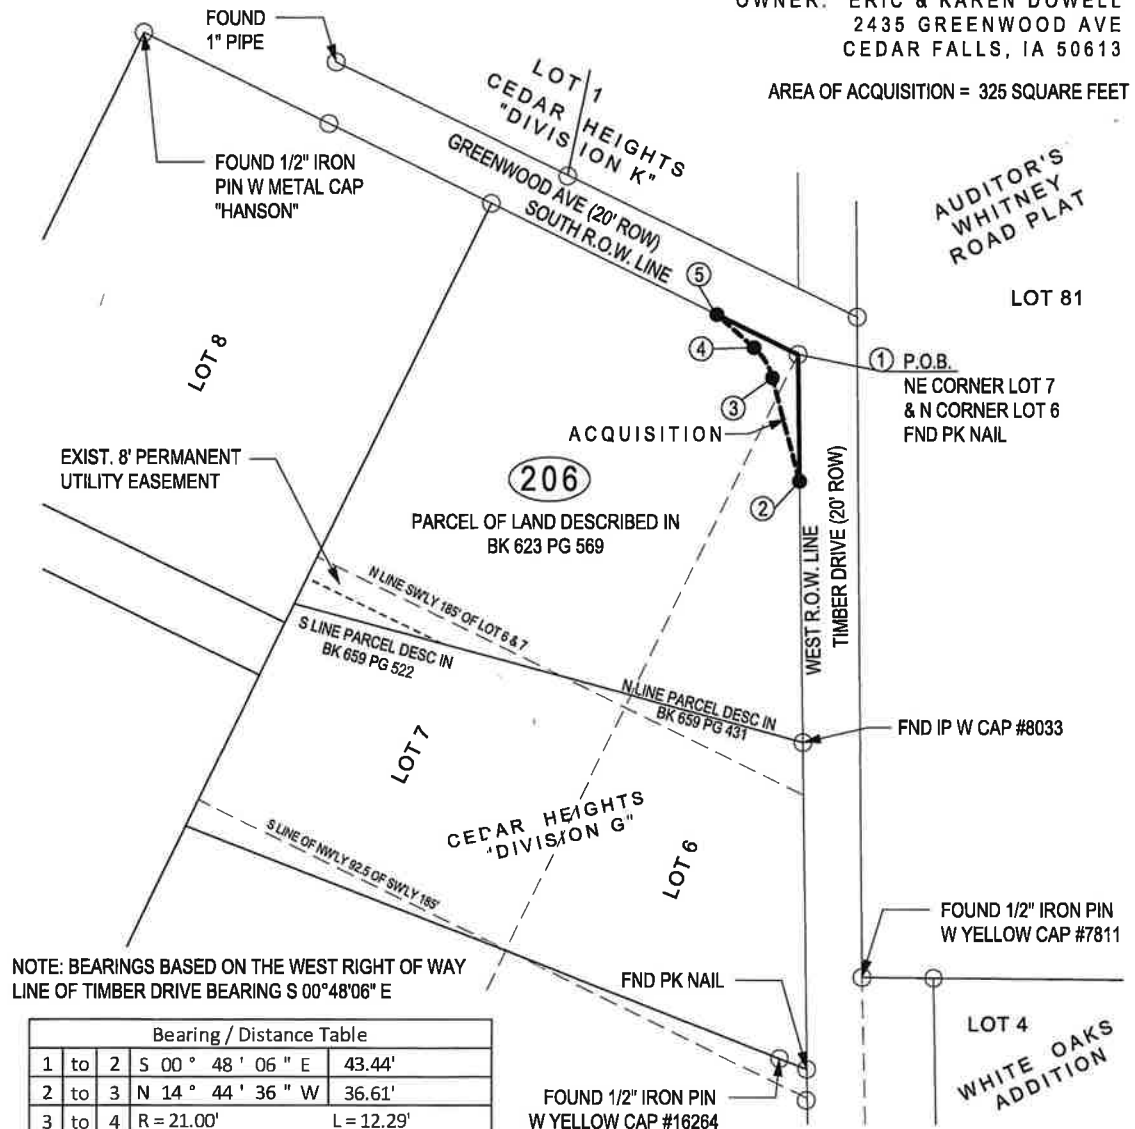 OWNER: ERIC & KAREN DOWELL
2435 GREENWOOD AVE
CEDAR FALLS, IA 50613
AREA OF ACQUISITION = 325 SQUARE FEET
FOUND
1" PIPE
LOT 1
CEDAR HEIGHTS
"DIVISION K"
FOUND 1/2" IRON
PIN W METAL CAP
"HANSON"
GREENWOOD AVE (20' ROW)
SOUTH R.O.W. LINE
AUDITOR'S
WHITNEY
ROAD PLAT
LOT 81
LOT 8
5
4
3
2
1 P.O.B.
NE CORNER LOT 7
& N CORNER LOT 6
FND PK NAIL
ACQUISITION
EXIST. 8' PERMANENT
UTILITY EASEMENT
206
PARCEL OF LAND DESCRIBED IN
BK 623 PG 569
WEST R.O.W. LINE
TIMBER DRIVE (20' ROW)
N LINE SWLY 185' OF LOT 6 & 7
S LINE PARCEL DESC IN
BK 659 PG 522
N LINE PARCEL DESC IN
BK 659 PG 431
FND IP W CAP #8033
LOT 7
CEDAR HEIGHTS
"DIVISION G"
LOT 6
S LINE OF NWLY 92.5 OF SWLY 185'
FOUND 1/2" IRON PIN
W YELLOW CAP #7811
NOTE: BEARINGS BASED ON THE WEST RIGHT OF WAY
LINE OF TIMBER DRIVE BEARING S 00°48'06" E
FND PK NAIL
LOT 4
WHITE OAKS
ADDITION
FOUND 1/2" IRON PIN
W YELLOW CAP #16264
Bearing / Distance Table
1 to 2 S 00 ° 48 ' 06 " E 43.44'
2 to 3 N 14 ° 44 ' 36 " W 36.61'
3 to 4 R = 21.00' L = 12.29'